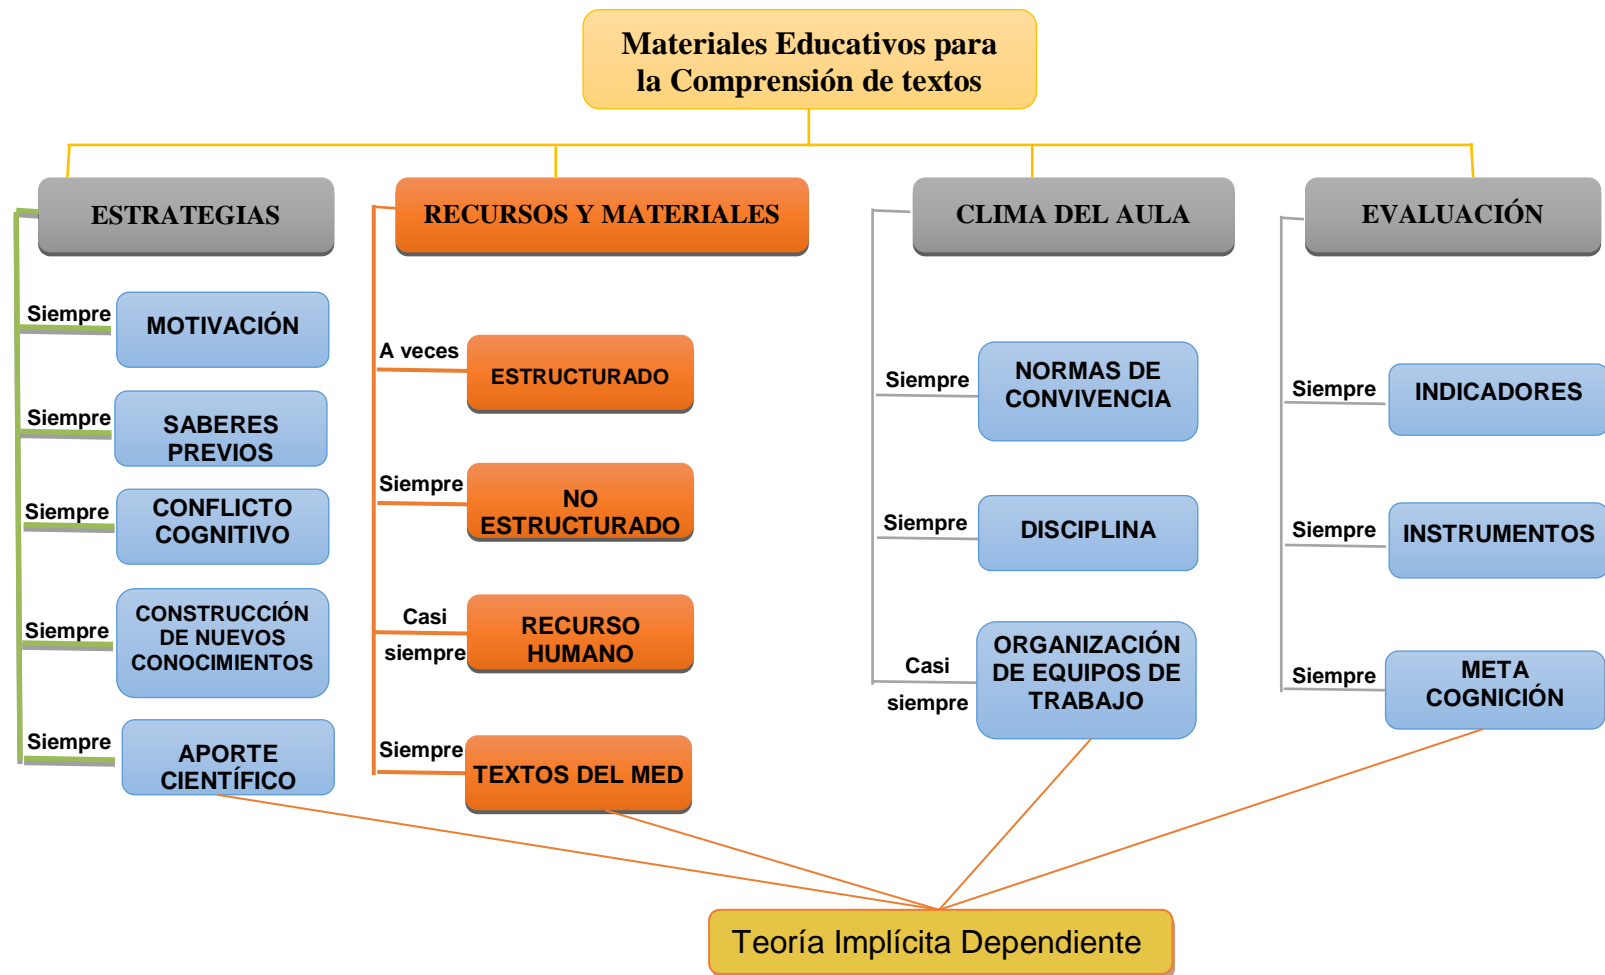 Materiales Educativos para
la Comprensión de textos
ESTRATEGIAS
Siempre
MOTIVACIÓN
Siempre
SABERES
PREVIOS
Siempre
CONFLICTO
COGNITIVO
Siempre
CONSTRUCCIÓN
DE NUEVOS
CONOCIMIENTOS
Siempre
APORTE
CIENTÍFICO
RECURSOS Y MATERIALES
A veces
ESTRUCTURADO
Siempre
NO
ESTRUCTURADO
Casi
siempre
RECURSO
HUMANO
Siempre
TEXTOS DEL MED
CLIMA DEL AULA
Siempre
NORMAS DE
CONVIVENCIA
Siempre
DISCIPLINA
Casi
siempre
ORGANIZACIÓN
DE EQUIPOS DE
TRABAJO
EVALUACIÓN
Siempre
INDICADORES
Siempre
INSTRUMENTOS
Siempre
META
COGNICIÓN
Teoría Implícita Dependiente